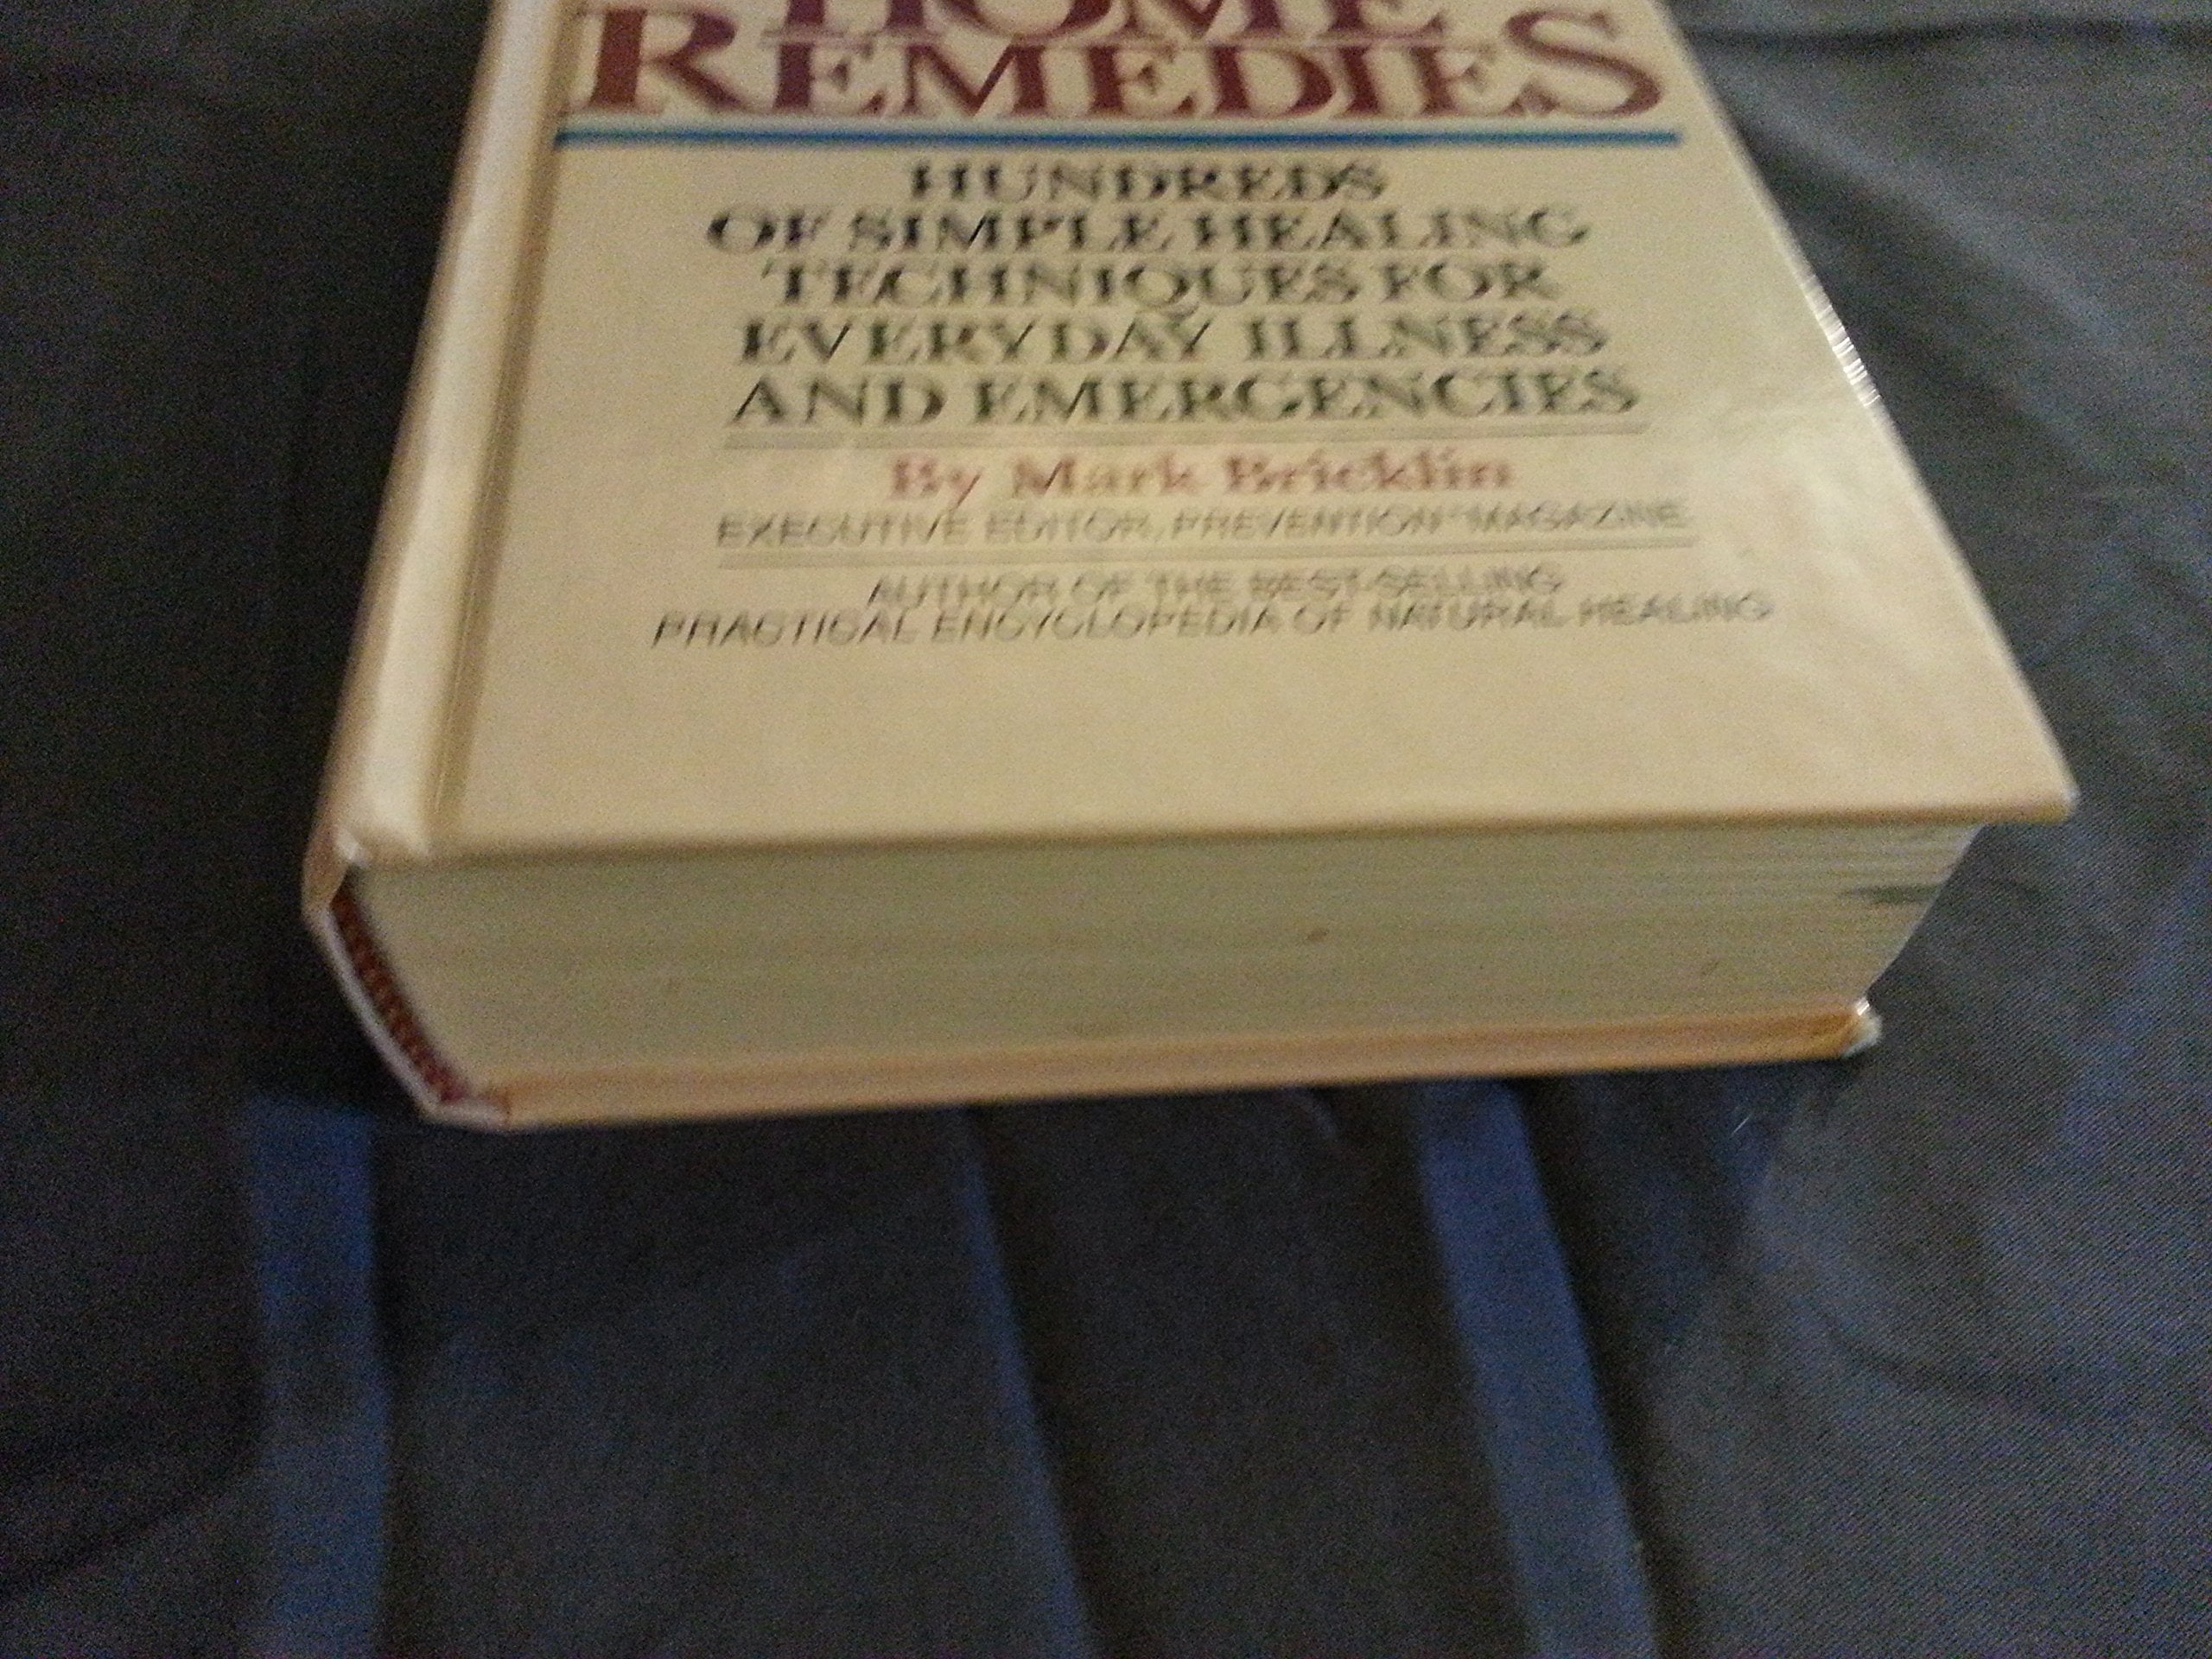 HOME
REMEDIES
HUNDREDS
OF SIMPLE HEALING
TECHNIQUES FOR
EVERYDAY ILLNESS
AND EMERGENCIES
By Mark Bricklin
EXECUTIVE EDITOR, PREVENTION® MAGAZINE
AUTHOR OF THE BEST-SELLING
PRACTICAL ENCYCLOPEDIA OF NATURAL HEALING